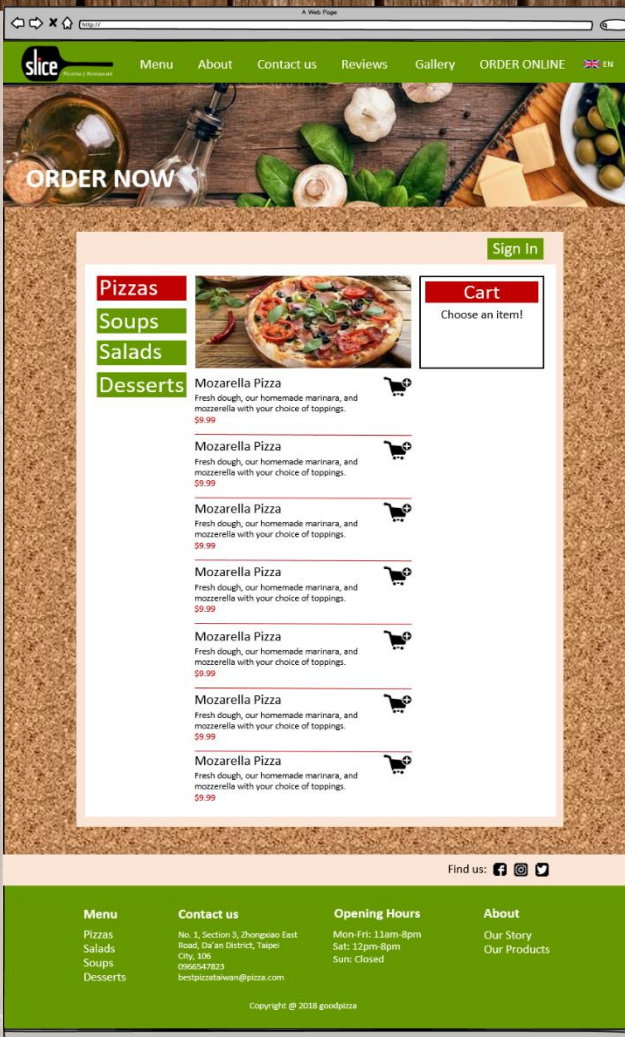 A Web Page
http://
slice
Pizzeria | Restaurant
Menu About Contact us Reviews Gallery ORDER ONLINE EN
ORDER NOW
Sign In
Pizzas
Soups
Salads
Desserts
Cart
Choose an item!
Mozarella Pizza
Fresh dough, our homemade marinara, and
mozzerella with your choice of toppings.
$9.99
Mozarella Pizza
Fresh dough, our homemade marinara, and
mozzerella with your choice of toppings.
$9.99
Mozarella Pizza
Fresh dough, our homemade marinara, and
mozzerella with your choice of toppings.
$9.99
Mozarella Pizza
Fresh dough, our homemade marinara, and
mozzerella with your choice of toppings.
$9.99
Mozarella Pizza
Fresh dough, our homemade marinara, and
mozzerella with your choice of toppings.
$9.99
Mozarella Pizza
Fresh dough, our homemade marinara, and
mozzerella with your choice of toppings.
$9.99
Mozarella Pizza
Fresh dough, our homemade marinara, and
mozzerella with your choice of toppings.
$9.99
Find us:
Menu
Pizzas
Salads
Soups
Desserts
Contact us
No. 1, Section 3, Zhongxiao East
Road, Da'an District, Taipei
City, 106
0966547823
bestpizzataiwan@pizza.com
Opening Hours
Mon-Fri: 11am-8pm
Sat: 12pm-8pm
Sun: Closed
About
Our Story
Our Products
Copyright @ 2018 goodpizza